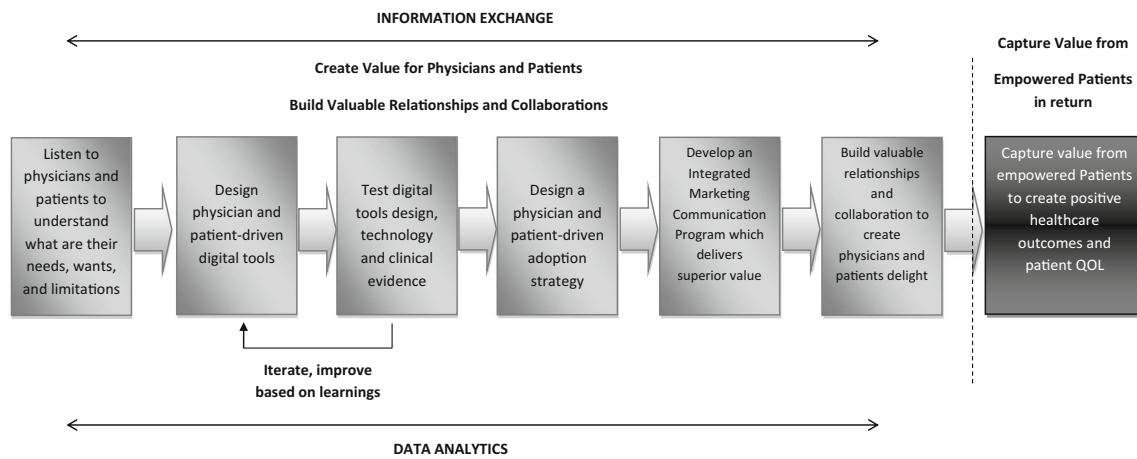 INFORMATION EXCHANGE
Create Value for Physicians and Patients
Build Valuable Relationships and Collaborations
Capture Value from
Empowered Patients
in return
Listen to
physicians and
patients to
understand
what are their
needs, wants,
and limitations
Design
physician and
patient-driven
digital tools
Test digital
tools design,
technology
and clinical
evidence
Design a
physician and
patient-driven
adoption
strategy
Develop an
Integrated
Marketing
Communication
Program which
delivers
superior value
Build valuable
relationships
and
collaboration to
create
physicians and
patients delight
Capture value from
empowered Patients
to create positive
healthcare
outcomes and
patient QOL
Iterate, improve
based on learnings
DATA ANALYTICS